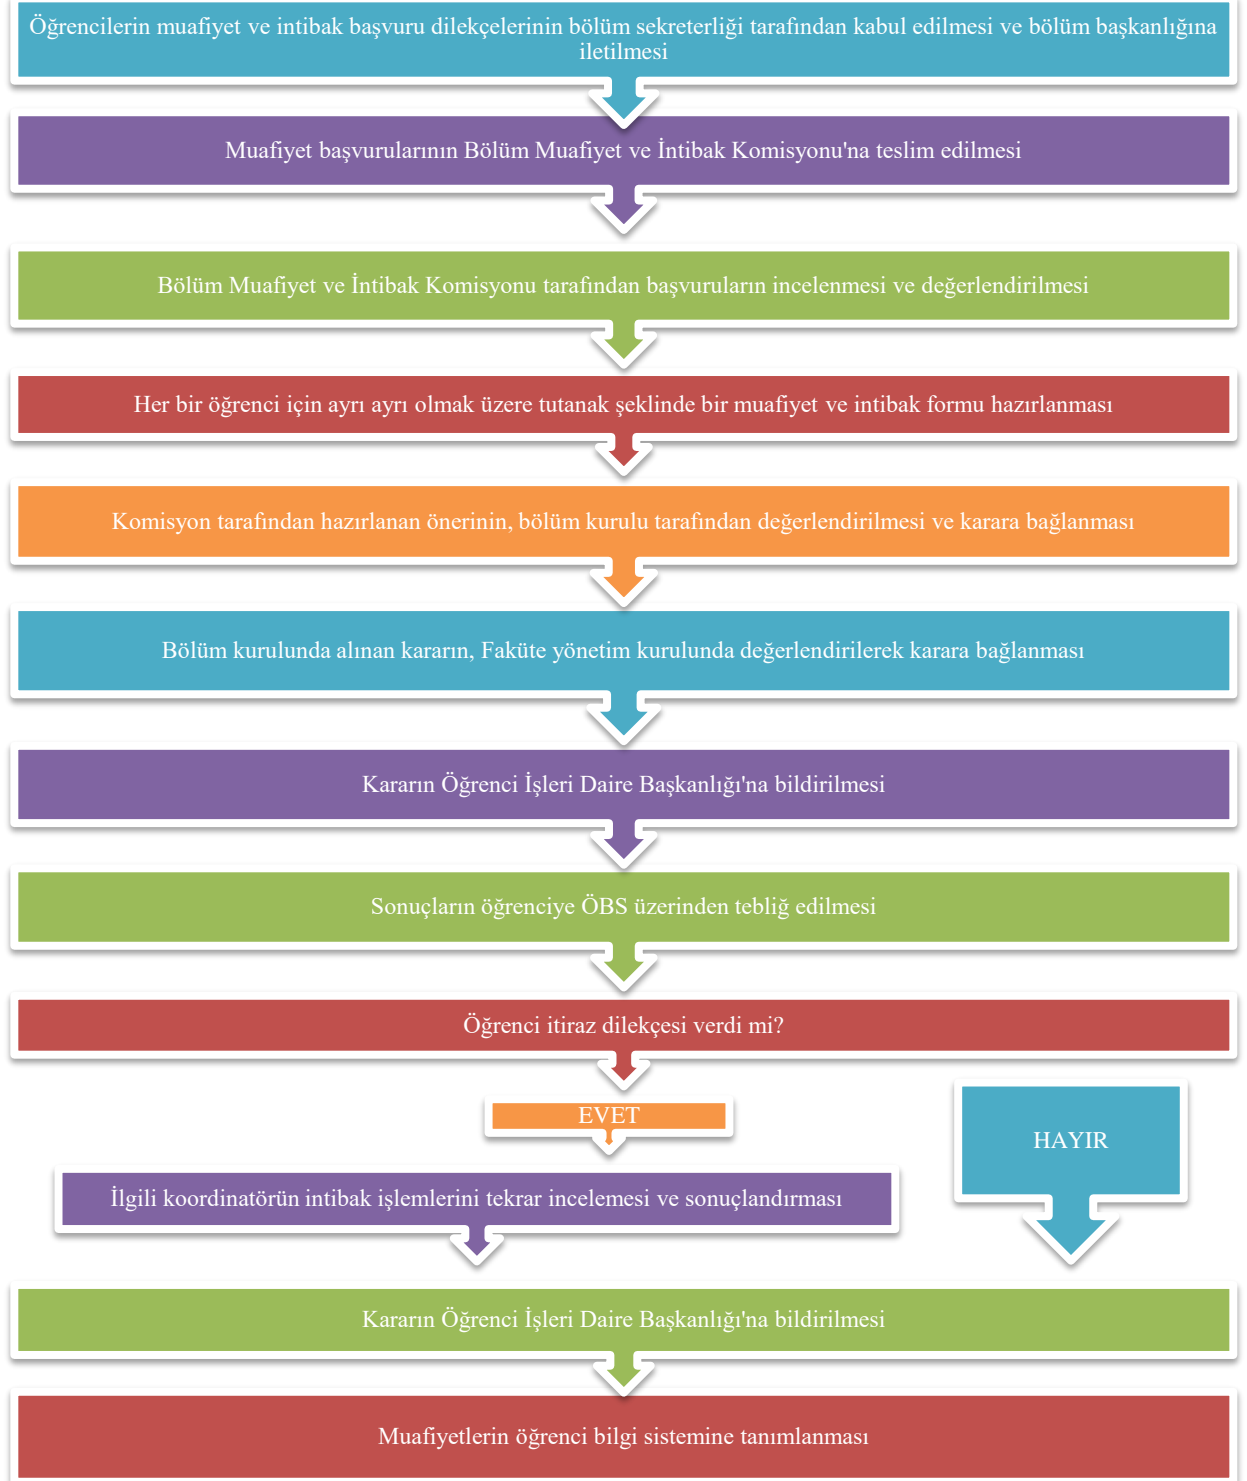 Öğrencilerin muafiyet ve intibak başvuru dilekçelerinin bölüm sekreterliği tarafından kabul edilmesi ve bölüm başkanlığına
iletilmesi
Muafiyet başvurularının Bölüm Muafiyet ve İntibak Komisyonu'na teslim edilmesi
Bölüm Muafiyet ve İntibak Komisyonu tarafından başvuruların incelenmesi ve değerlendirilmesi
Her bir öğrenci için ayrı ayrı olmak üzere tutanak şeklinde bir muafiyet ve intibak formu hazırlanması
Komisyon tarafından hazırlanan önerinin, bölüm kurulu tarafından değerlendirilmesi ve karara bağlanması
Bölüm kurulunda alınan kararın, Faküte yönetim kurulunda değerlendirilerek karara bağlanması
Kararın Öğrenci İşleri Daire Başkanlığı'na bildirilmesi
Sonuçların öğrenciye ÖBS üzerinden tebliğ edilmesi
Öğrenci itiraz dilekçesi verdi mi?
EVET
HAYIR
İlgili koordinatörün intibak işlemlerini tekrar incelemesi ve sonuçlandırması
Kararın Öğrenci İşleri Daire Başkanlığı'na bildirilmesi
Muafiyetlerin öğrenci bilgi sistemine tanımlanması